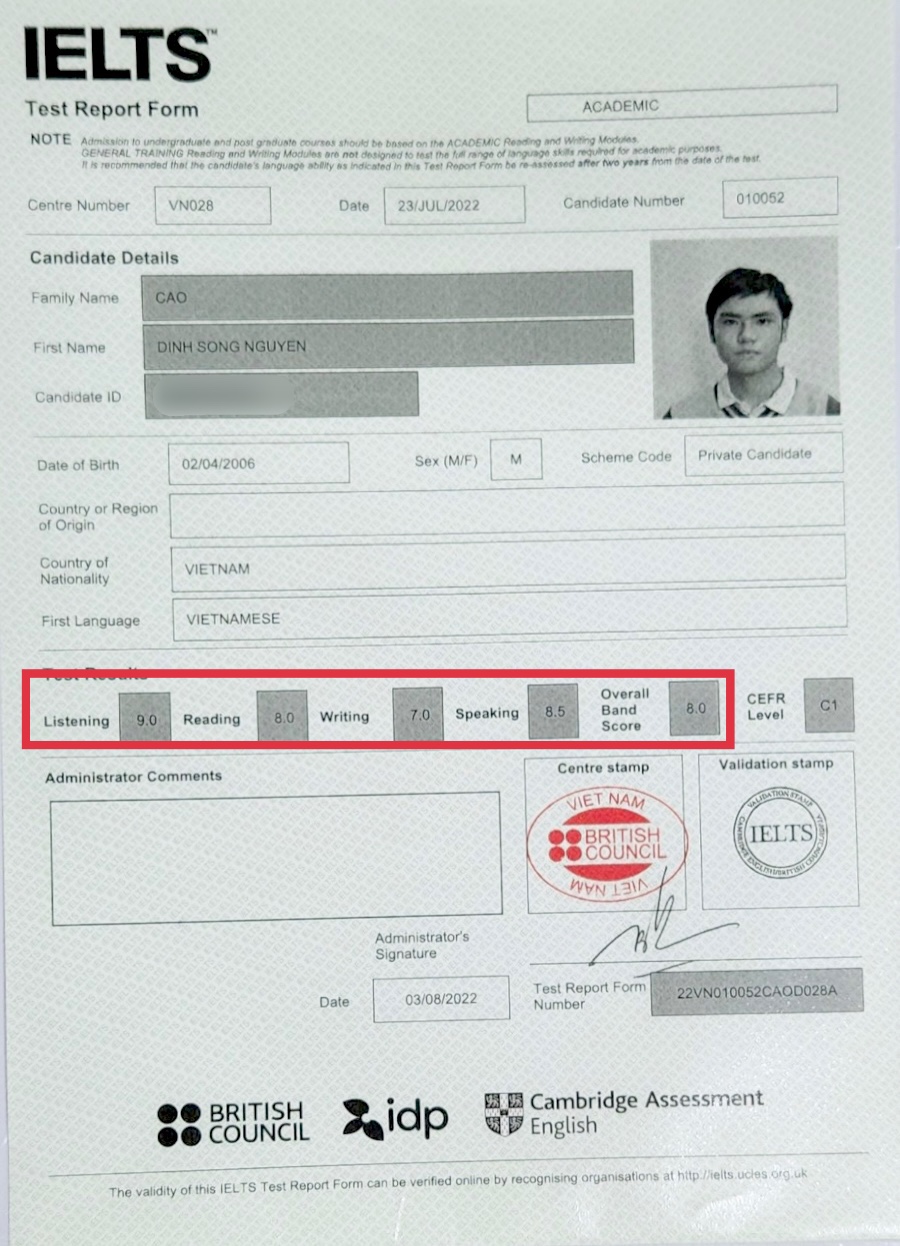 IELTS™
Test Report Form
ACADEMIC
NOTE Admission to undergraduate and post graduate courses should be based on the ACADEMIC Reading and Writing Modules.
GENERAL TRAINING Reading and Writing Modules are not designed to test the full range of language skills required for academic purposes.
It is recommended that the candidate's language ability as indicated in this Test Report Form be re-assessed after two years from the date of the test.
Centre Number VN028 Date 23/JUL/2022 Candidate Number 010052
Candidate Details
Family Name CAO
First Name DINH SONG NGUYEN
Candidate ID
Date of Birth 02/04/2006 Sex (M/F) M Scheme Code Private Candidate
Country or Region
of Origin
Country of
Nationality VIETNAM
First Language VIETNAMESE
Test Results
Listening 9.0 Reading 8.0 Writing 7.0 Speaking 8.5 Overall Band Score 8.0 CEFR Level C1
Administrator Comments
Centre stamp
Validation stamp
VIET NAM
BRITISH
COUNCIL
VIET NAM
VALIDATION STAMP
IELTS
Administrator's
Signature
Date 03/08/2022
Test Report Form
Number 22VN010052CAOD028A
BRITISH
COUNCIL
idp
Cambridge Assessment
English
The validity of this IELTS Test Report Form can be verified online by recognising organisations at http://ielts.ucles.org.uk